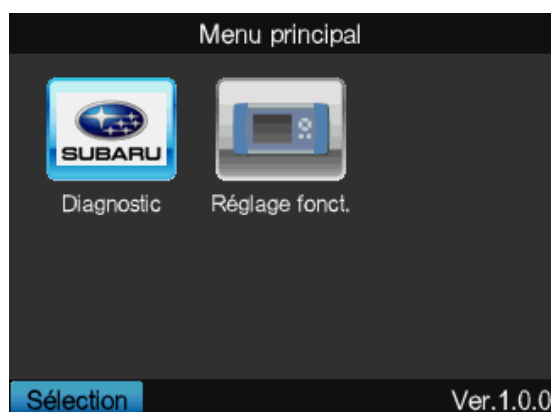 Menu principal
SUBARU
Diagnostic Réglage fonct.
Sélection Ver.1.0.0